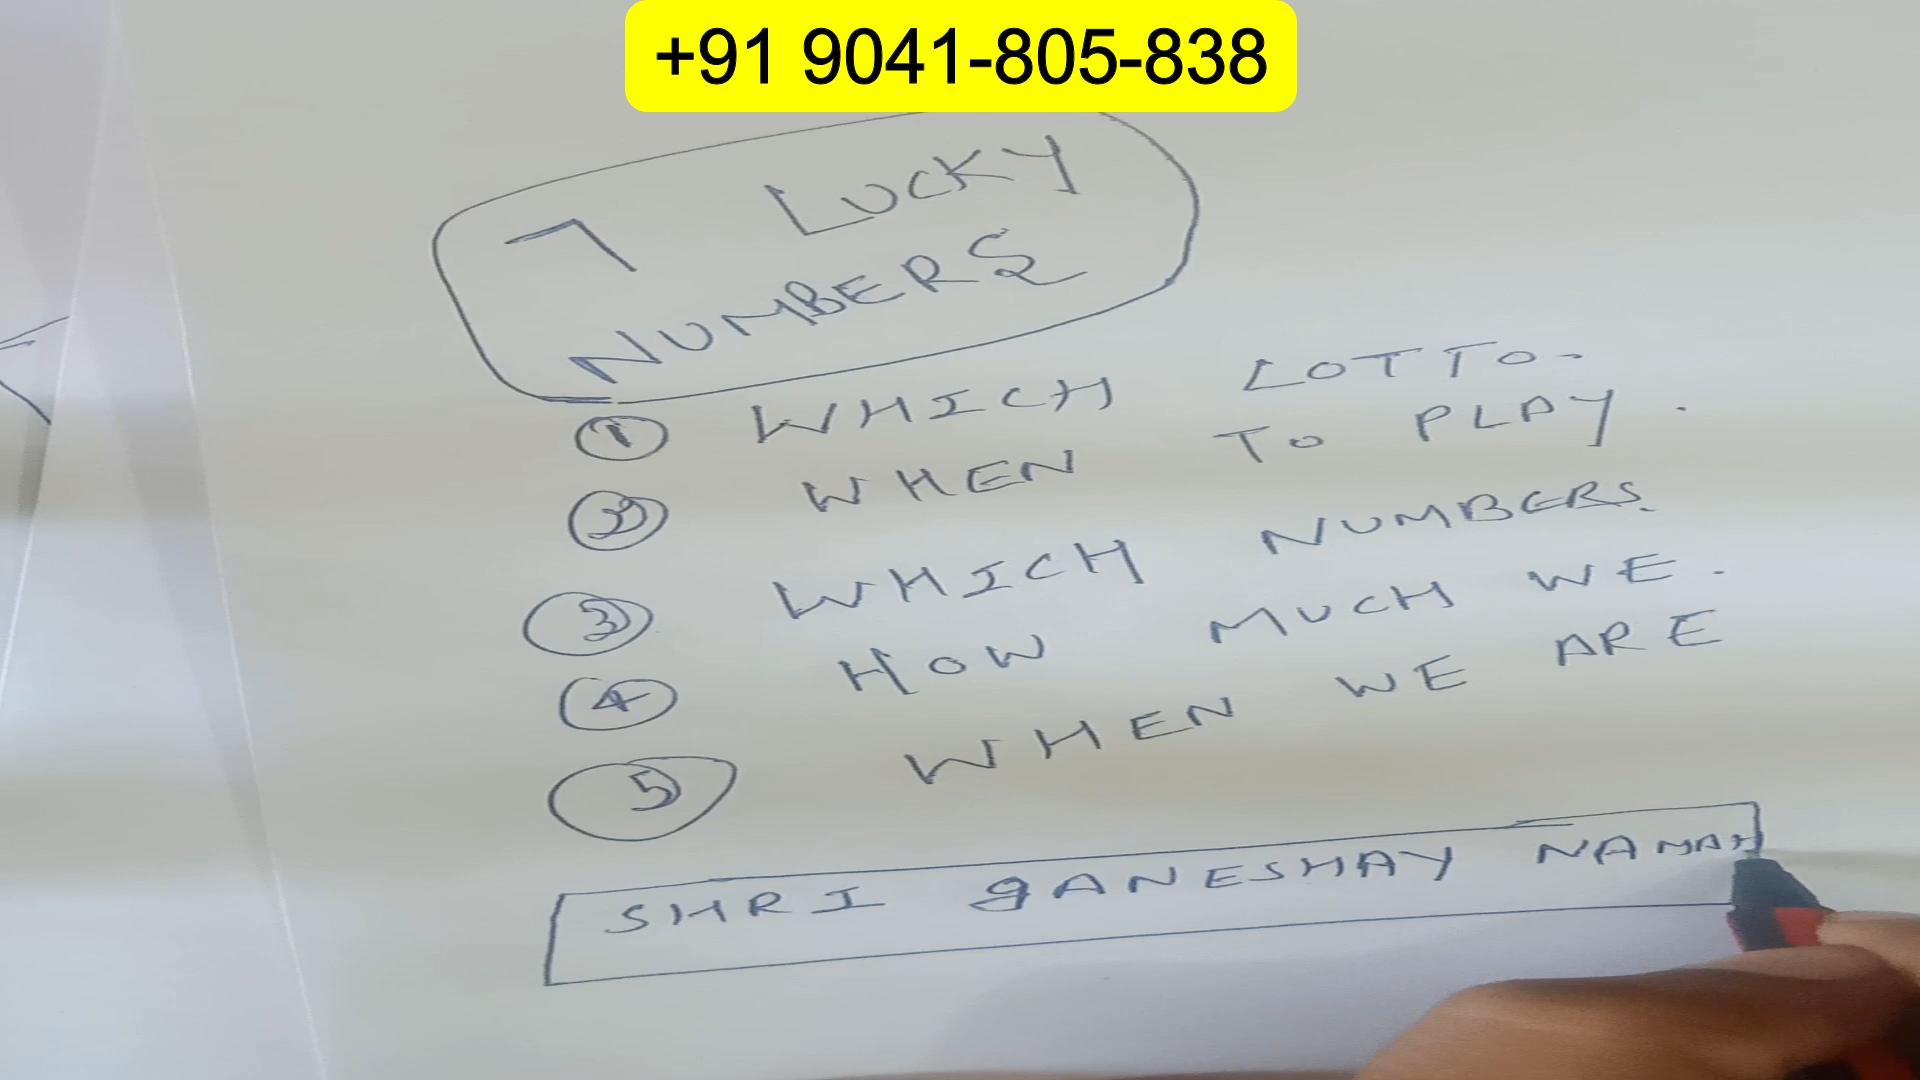 +91 9041-805-838
7 LUCKY
NUMBERS
1 WHICH LOTTO.
2 WHEN TO PLAY.
3 WHICH NUMBERS.
4 HOW MUCH WE.
5 WHEN WE ARE
SHRI GANESHAY NAMAH